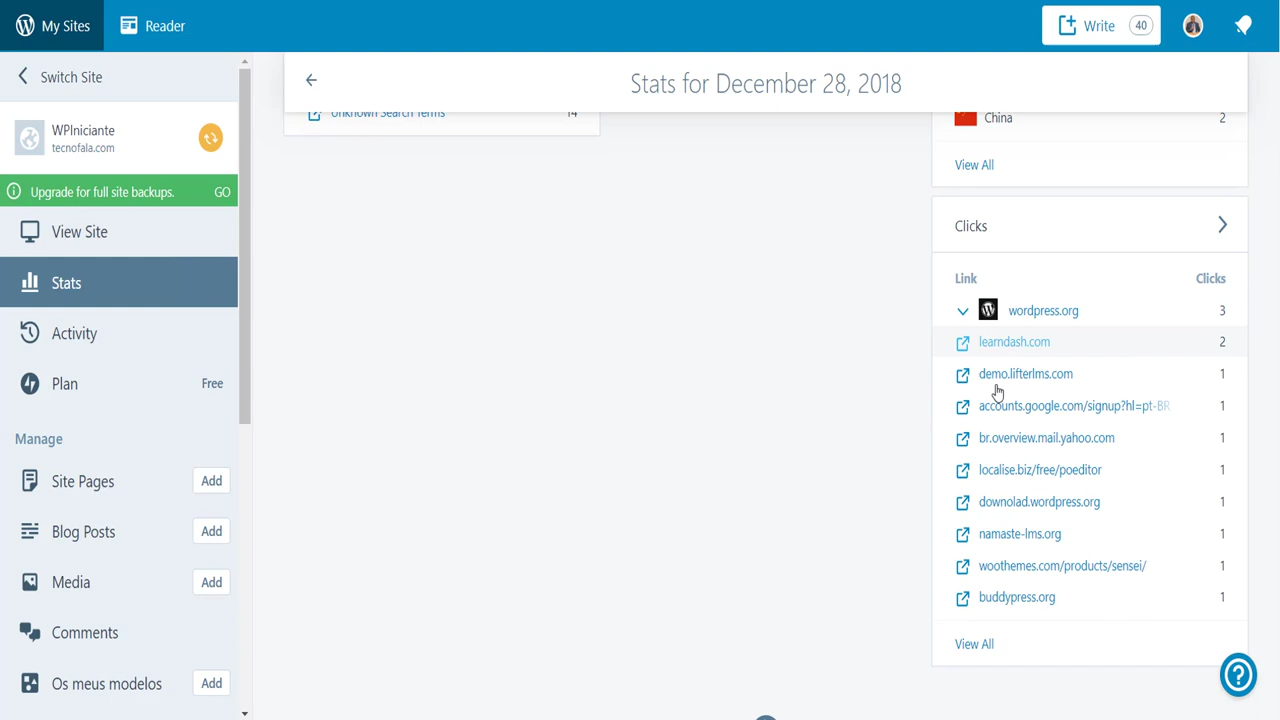 My Sites
Reader
Write 40
Switch Site
WPIniciante
tecnofala.com
Upgrade for full site backups. GO
View Site
Stats
Activity
Plan Free
Manage
Site Pages Add
Blog Posts Add
Media Add
Comments
Os meus modelos Add
Stats for December 28, 2018
Unknown Search Terms 14
China 2
View All
Clicks
Link Clicks
wordpress.org 3
learndash.com 2
demo.lifterlms.com 1
accounts.google.com/signup?hl=pt-BR 1
br.overview.mail.yahoo.com 1
localise.biz/free/poeditor 1
downolad.wordpress.org 1
namaste-lms.org 1
woothemes.com/products/sensei/ 1
buddypress.org 1
View All